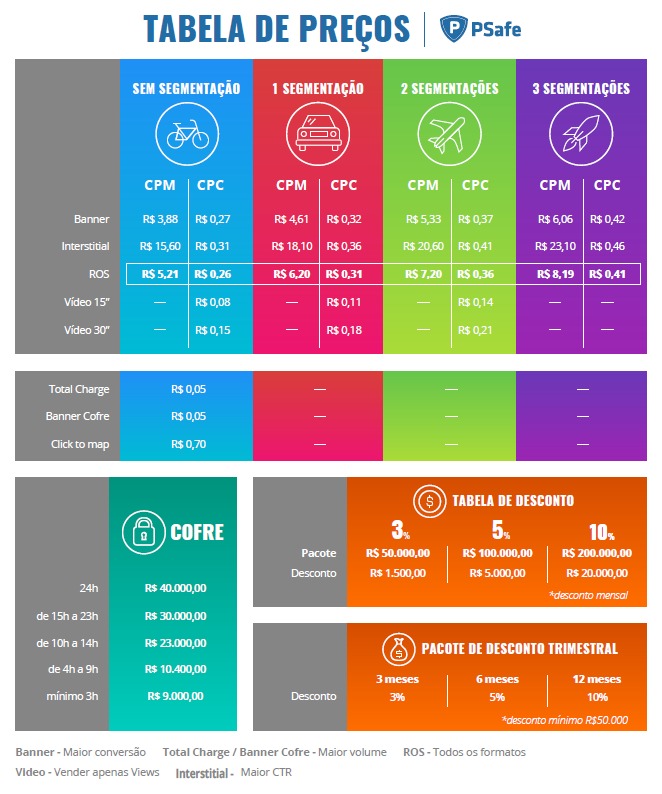 TABELA DE PREÇOS PSafe
SEM SEGMENTAÇÃO 1 SEGMENTAÇÃO 2 SEGMENTAÇÕES 3 SEGMENTAÇÕES
CPM CPC CPM CPC CPM CPC CPM CPC
Banner R$ 3,88 R$ 0,27 R$ 4,61 R$ 0,32 R$ 5,33 R$ 0,37 R$ 6,06 R$ 0,42
Interstitial R$ 15,60 R$ 0,31 R$ 18,10 R$ 0,36 R$ 20,60 R$ 0,41 R$ 23,10 R$ 0,46
ROS R$ 5,21 R$ 0,26 R$ 6,20 R$ 0,31 R$ 7,20 R$ 0,36 R$ 8,19 R$ 0,41
Vídeo 15” — R$ 0,08 — R$ 0,11 — R$ 0,14 — —
Vídeo 30” — R$ 0,15 — R$ 0,18 — R$ 0,21 — —
Total Charge R$ 0,05 — — —
Banner Cofre R$ 0,05 — — —
Click to map R$ 0,70 — — —
COFRE
24h R$ 40.000,00
de 15h a 23h R$ 30.000,00
de 10h a 14h R$ 23.000,00
de 4h a 9h R$ 10.400,00
mínimo 3h R$ 9.000,00
TABELA DE DESCONTO
3% 5% 10%
Pacote R$ 50.000,00 R$ 100.000,00 R$ 200.000,00
Desconto R$ 1.500,00 R$ 5.000,00 R$ 20.000,00
*desconto mensal
PACOTE DE DESCONTO TRIMESTRAL
3 meses 6 meses 12 meses
Desconto 3% 5% 10%
*desconto mínimo R$50.000
Banner - Maior conversão Total Charge / Banner Cofre - Maior volume ROS - Todos os formatos
Vídeo - Vender apenas Views Interstitial - Maior CTR